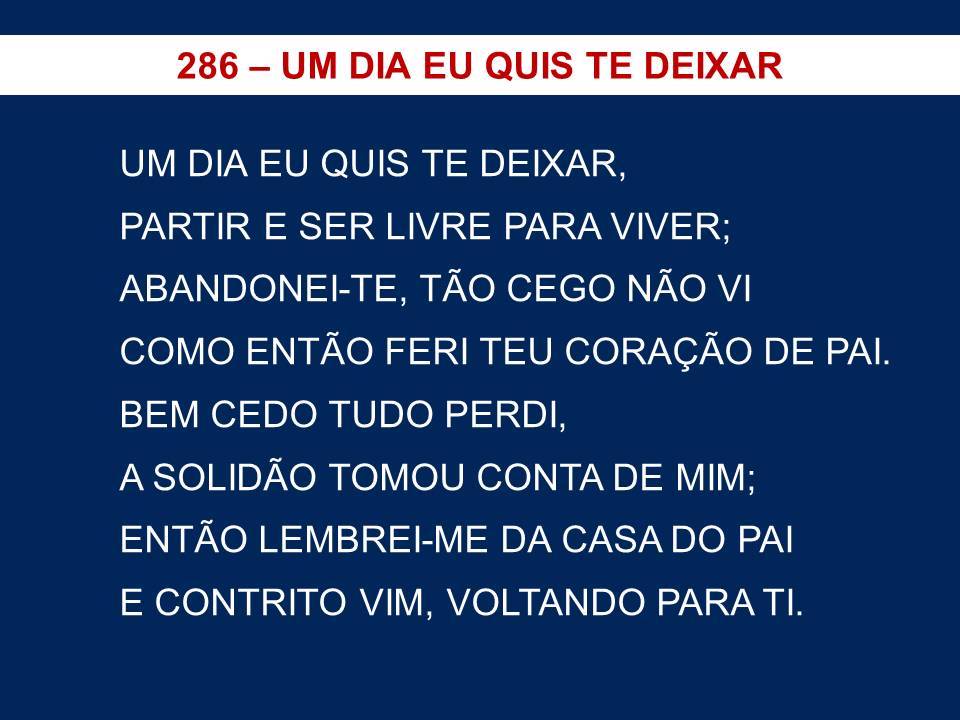 286 – UM DIA EU QUIS TE DEIXAR
UM DIA EU QUIS TE DEIXAR,
PARTIR E SER LIVRE PARA VIVER;
ABANDONEI-TE, TÃO CEGO NÃO VI
COMO ENTÃO FERI TEU CORAÇÃO DE PAI.
BEM CEDO TUDO PERDI,
A SOLIDÃO TOMOU CONTA DE MIM;
ENTÃO LEMBREI-ME DA CASA DO PAI
E CONTRITO VIM, VOLTANDO PARA TI.